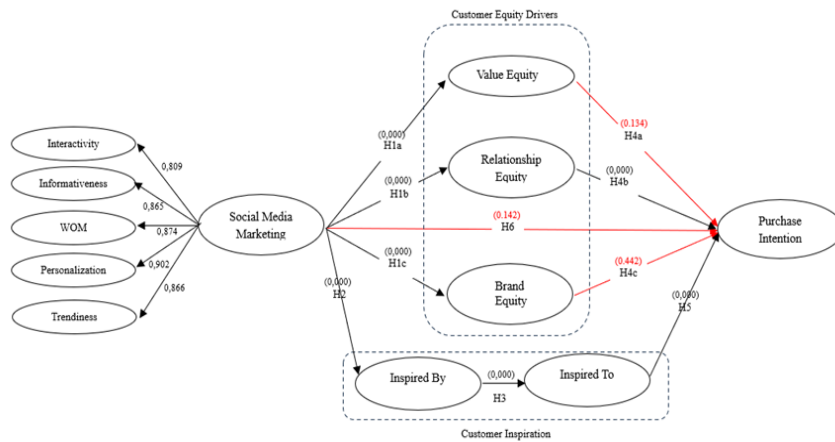 Customer Equity Drivers
Value Equity
(0.134)
H4a
(0,000)
H1a
Interactivity
0,809
Relationship
Equity
(0,000)
H1b
(0,000)
H4b
Informativeness
0,865
Social Media
Marketing
WOM
0,874
(0.142)
H6
Purchase
Intention
Personalization
0,902
(0,000)
H1c
(0.442)
H4c
Brand
Equity
(0,000)
H2
0,866
Trendiness
(0,000)
H5
Inspired By
(0,000)
H3
Inspired To
Customer Inspiration